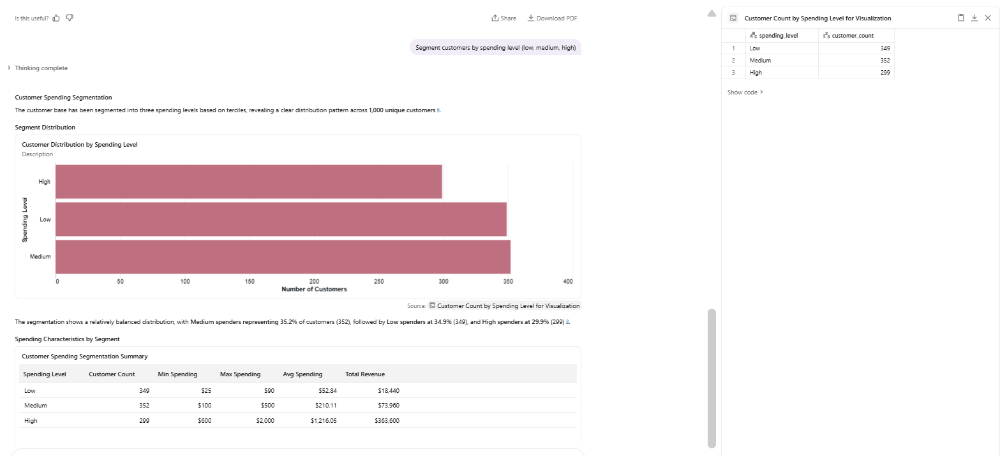 Is this useful?
Share
Download PDF
Segment customers by spending level (low, medium, high)
Thinking complete
Customer Spending Segmentation
The customer base has been segmented into three spending levels based on terciles, revealing a clear distribution pattern across 1,000 unique customers
Segment Distribution
Customer Distribution by Spending Level
Description
Spending Level
High
Low
Medium
0 50 100 150 200 250 300 350 400
Number of Customers
Source: Customer Count by Spending Level for Visualization
The segmentation shows a relatively balanced distribution, with Medium spenders representing 35.2% of customers (352), followed by Low spenders at 34.9% (349), and High spenders at 29.9% (299)
Spending Characteristics by Segment
Customer Spending Segmentation Summary
Spending Level Customer Count Min Spending Max Spending Avg Spending Total Revenue
Low 349 $25 $90 $52.84 $18,440
Medium 352 $100 $500 $210.11 $73,960
High 299 $600 $2,000 $1,216.05 $363,600
Customer Count by Spending Level for Visualization
spending_level customer_count
1 Low 349
2 Medium 352
3 High 299
Show code